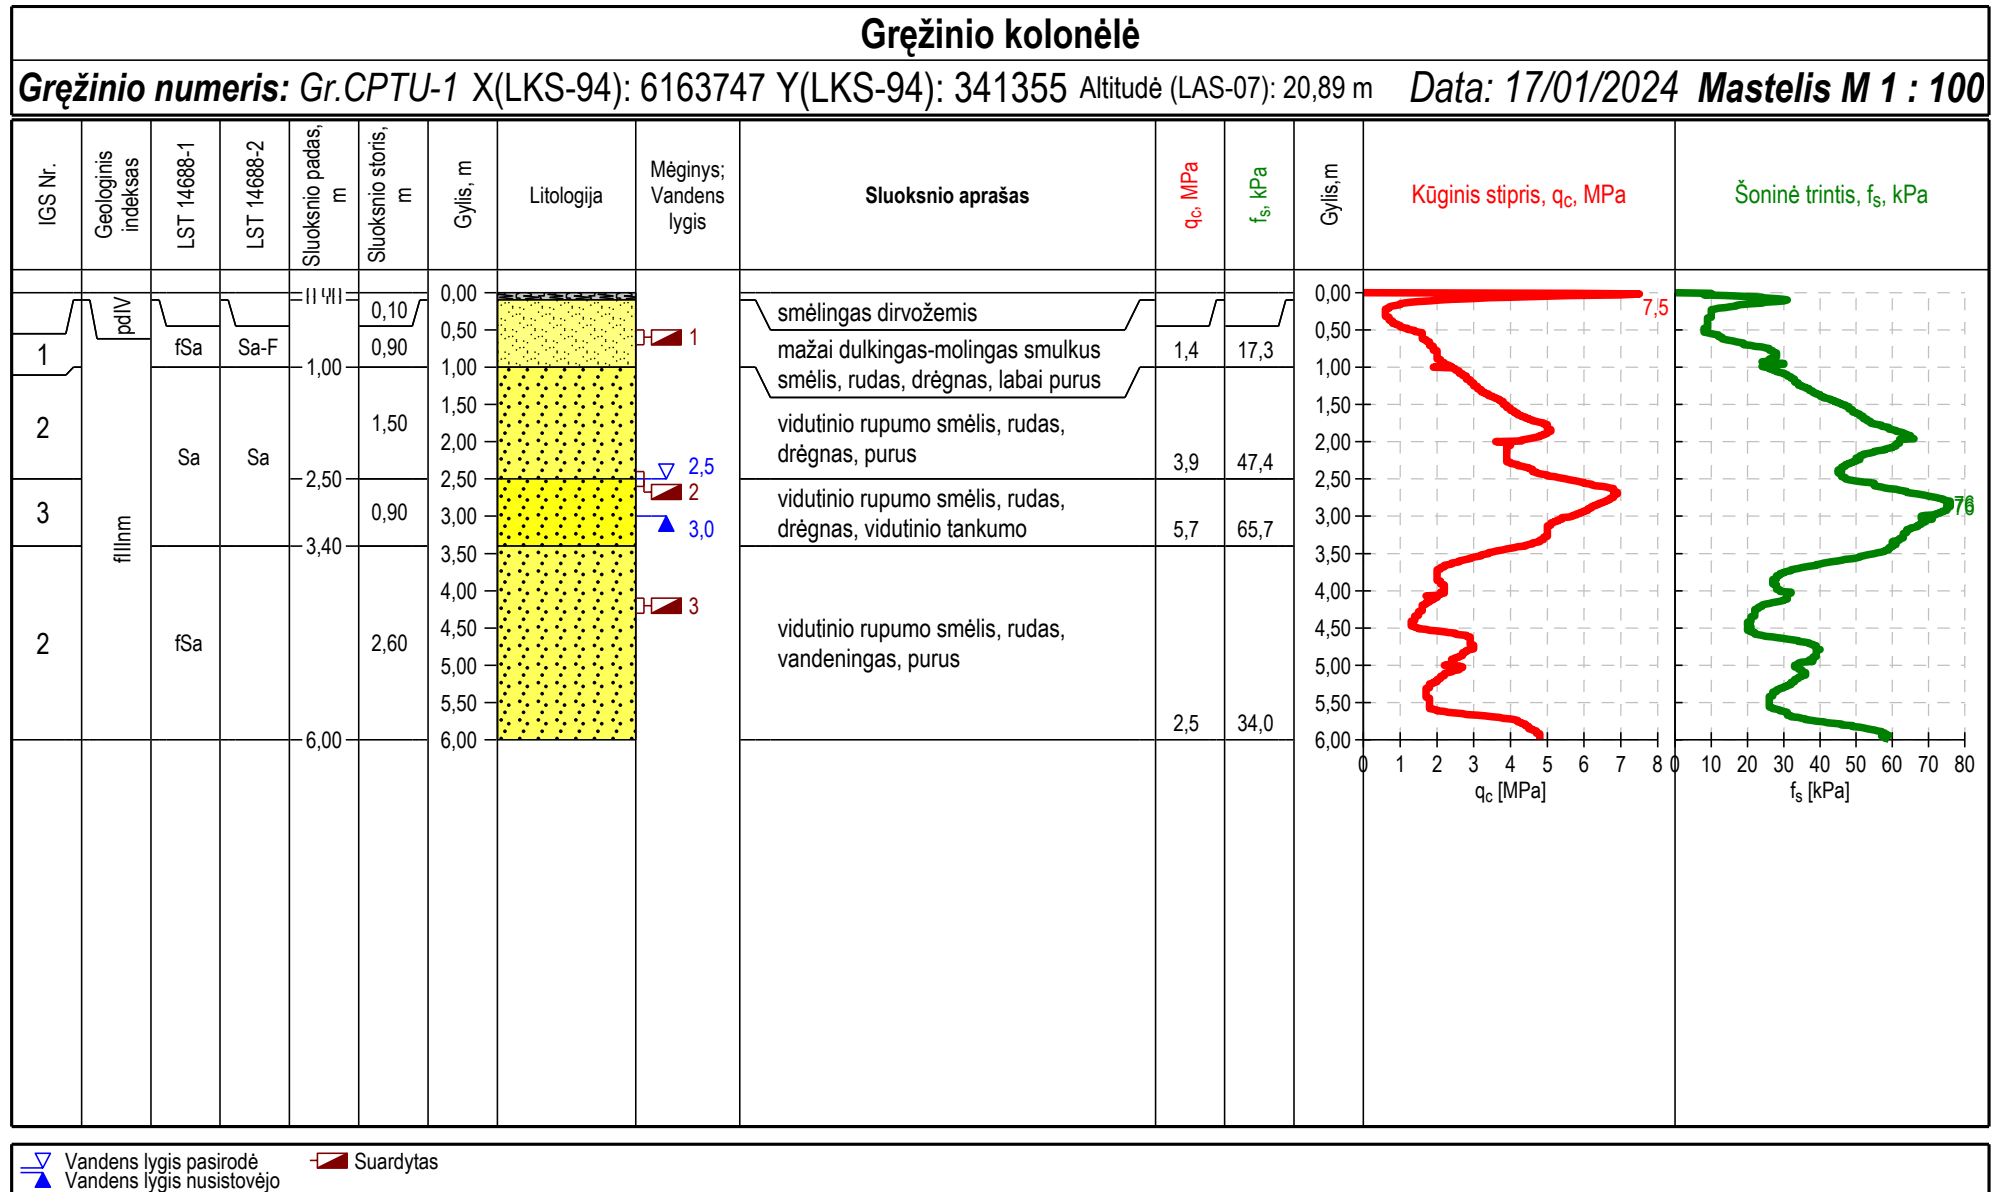 Gręžinio kolonėlė
Gręžinio numeris: Gr.CPTU-1 X(LKS-94): 6163747 Y(LKS-94): 341355 Altitudė (LAS-07): 20,89 m Data: 17/01/2024 Mastelis M 1 : 100
IGS Nr.
Geologinis indeksas
LST 14688-1
LST 14688-2
Sluoksnio padas, m
Sluoksnio storis, m
Gylis, m
Litologija
Mėginys;
Vandens
lygis
Sluoksnio aprašas
qc, MPa
fs, kPa
Gylis,m
Kūginis stipris, qc, MPa
Šoninė trintis, fs, kPa
1
2
3
2
pdIV
fIIInm
fSa
Sa
fSa
Sa-F
Sa
1,00
2,50
3,40
6,00
0,10
0,90
1,50
0,90
2,60
0,00
0,50
1,00
1,50
2,00
2,50
3,00
3,50
4,00
4,50
5,00
5,50
6,00
1
2,5
2
3,0
3
smėlingas dirvožemis
mažai dulkingas-molingas smulkus
smėlis, rudas, drėgnas, labai purus
vidutinio rupumo smėlis, rudas,
drėgnas, purus
vidutinio rupumo smėlis, rudas,
drėgnas, vidutinio tankumo
vidutinio rupumo smėlis, rudas,
vandeningas, purus
1,4 17,3
3,9 47,4
5,7 65,7
2,5 34,0
0,00
0,50
1,00
1,50
2,00
2,50
3,00
3,50
4,00
4,50
5,00
5,50
6,00
7,5
0 1 2 3 4 5 6 7 8
qc [MPa]
76
76
0 10 20 30 40 50 60 70 80
fs [kPa]
Vandens lygis pasirodė
Vandens lygis nusistovėjo
Suardytas